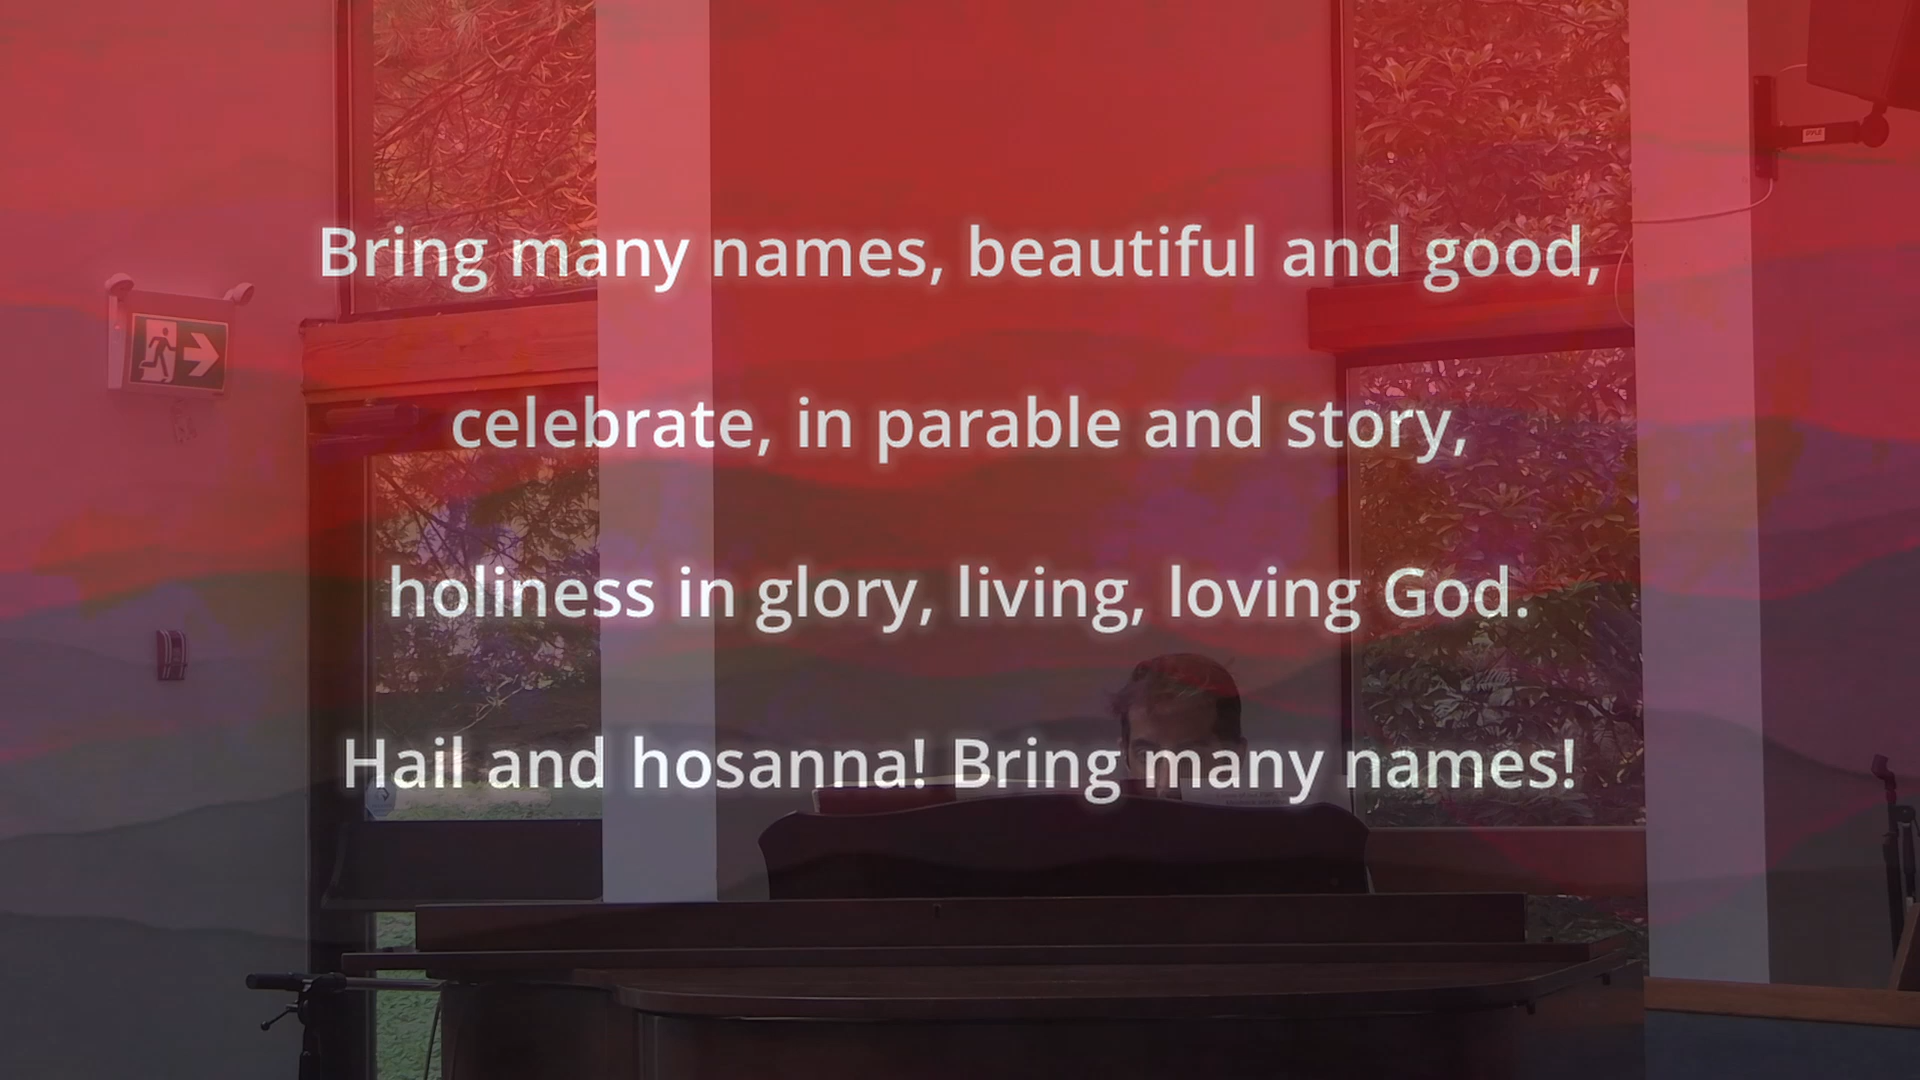 Bring many names, beautiful and good,
celebrate, in parable and story,
holiness in glory, living, loving God.
Hail and hosanna! Bring many names!